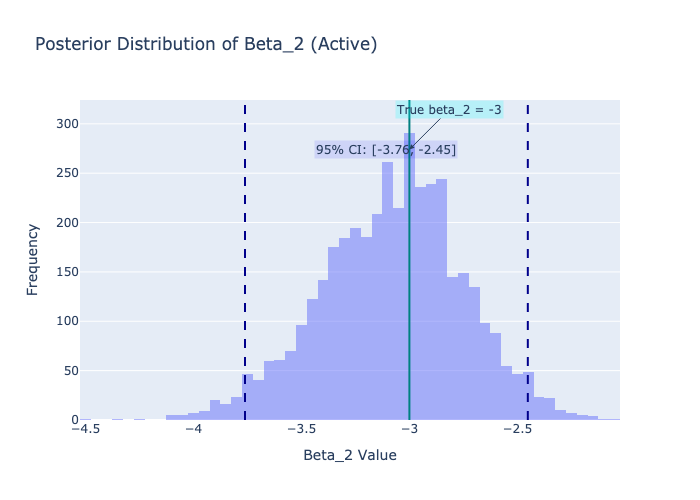 Posterior Distribution of Beta_2 (Active)
True beta_2 = -3
95% CI: [-3.76, -2.45]
Frequency
300
250
200
150
100
50
0
−4.5
−4
−3.5
−3
−2.5
Beta_2 Value